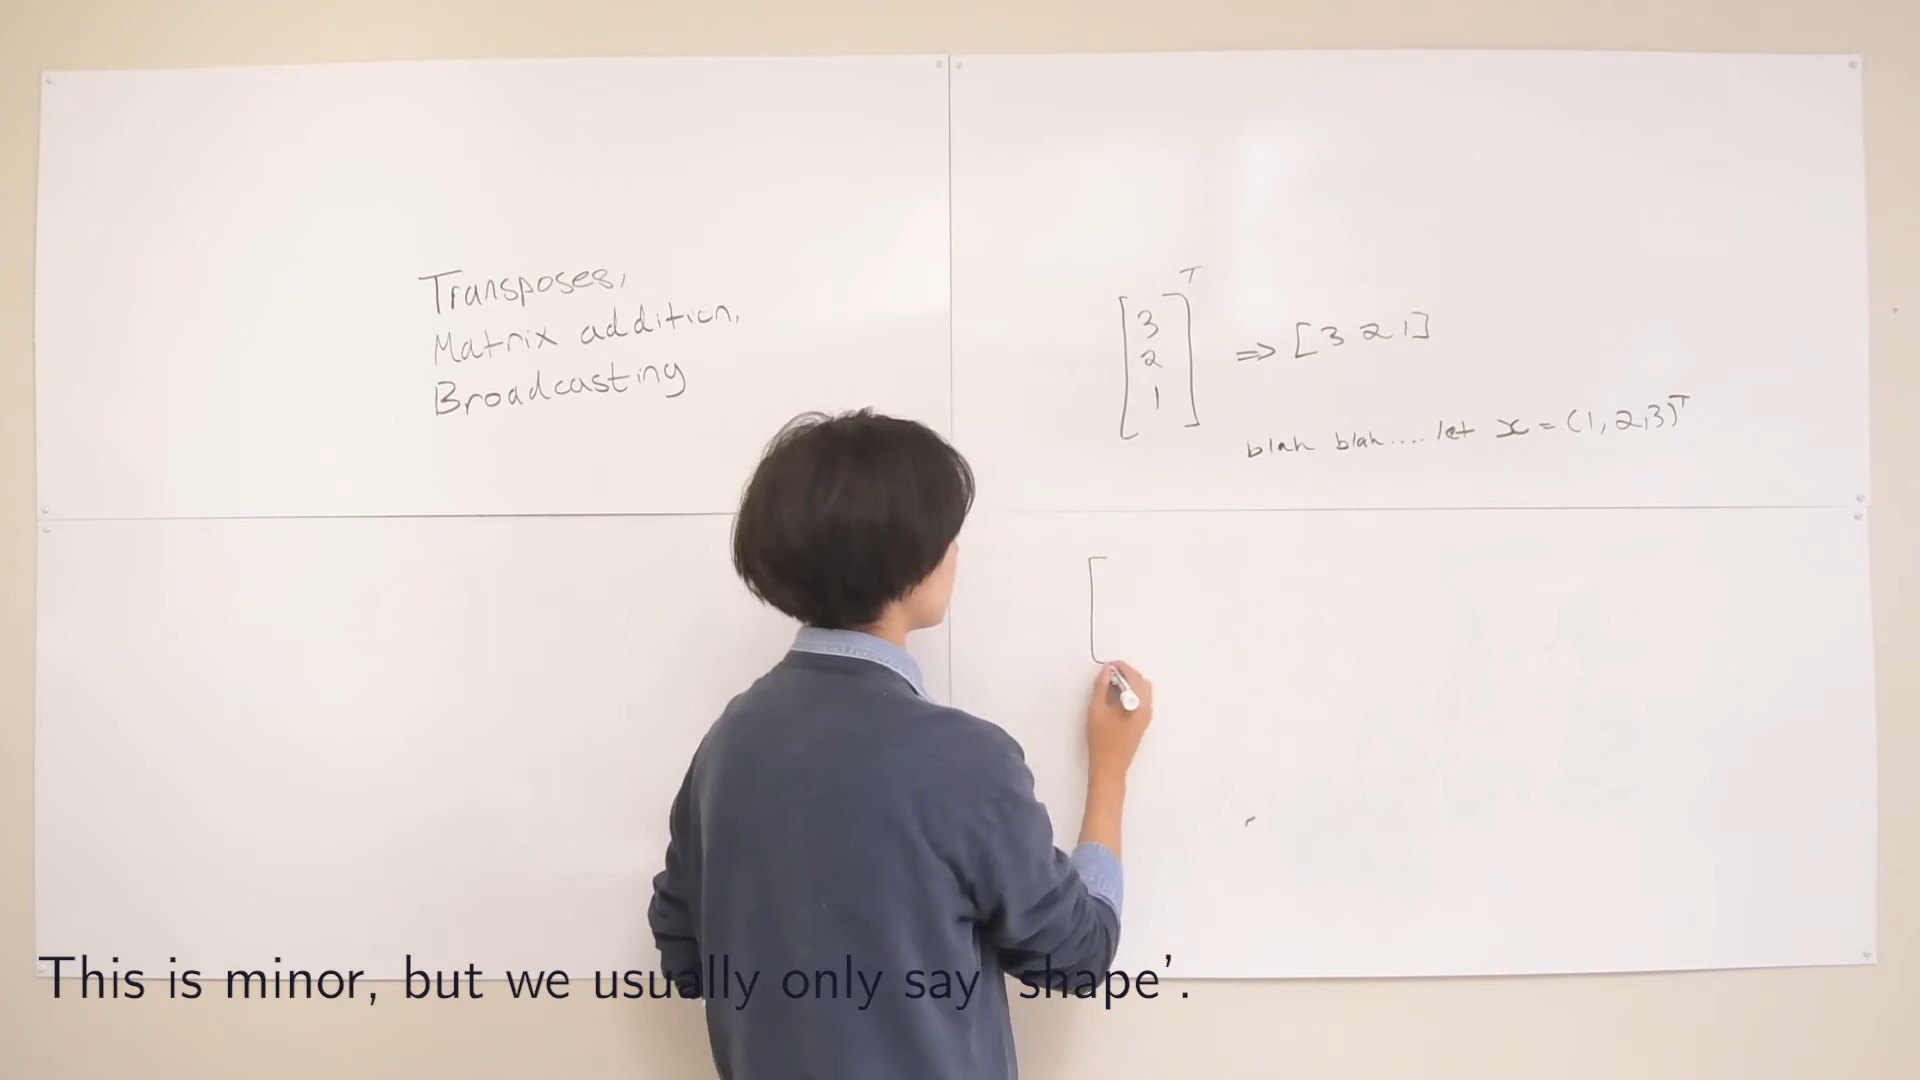 Transposes,
Matrix addition,
Broadcasting
[3 2 1]ᵀ ⇒ [3 2 1]
blah blah.... let x = (1, 2, 3)ᵀ
[
This is minor, but we usually only say 'shape'.